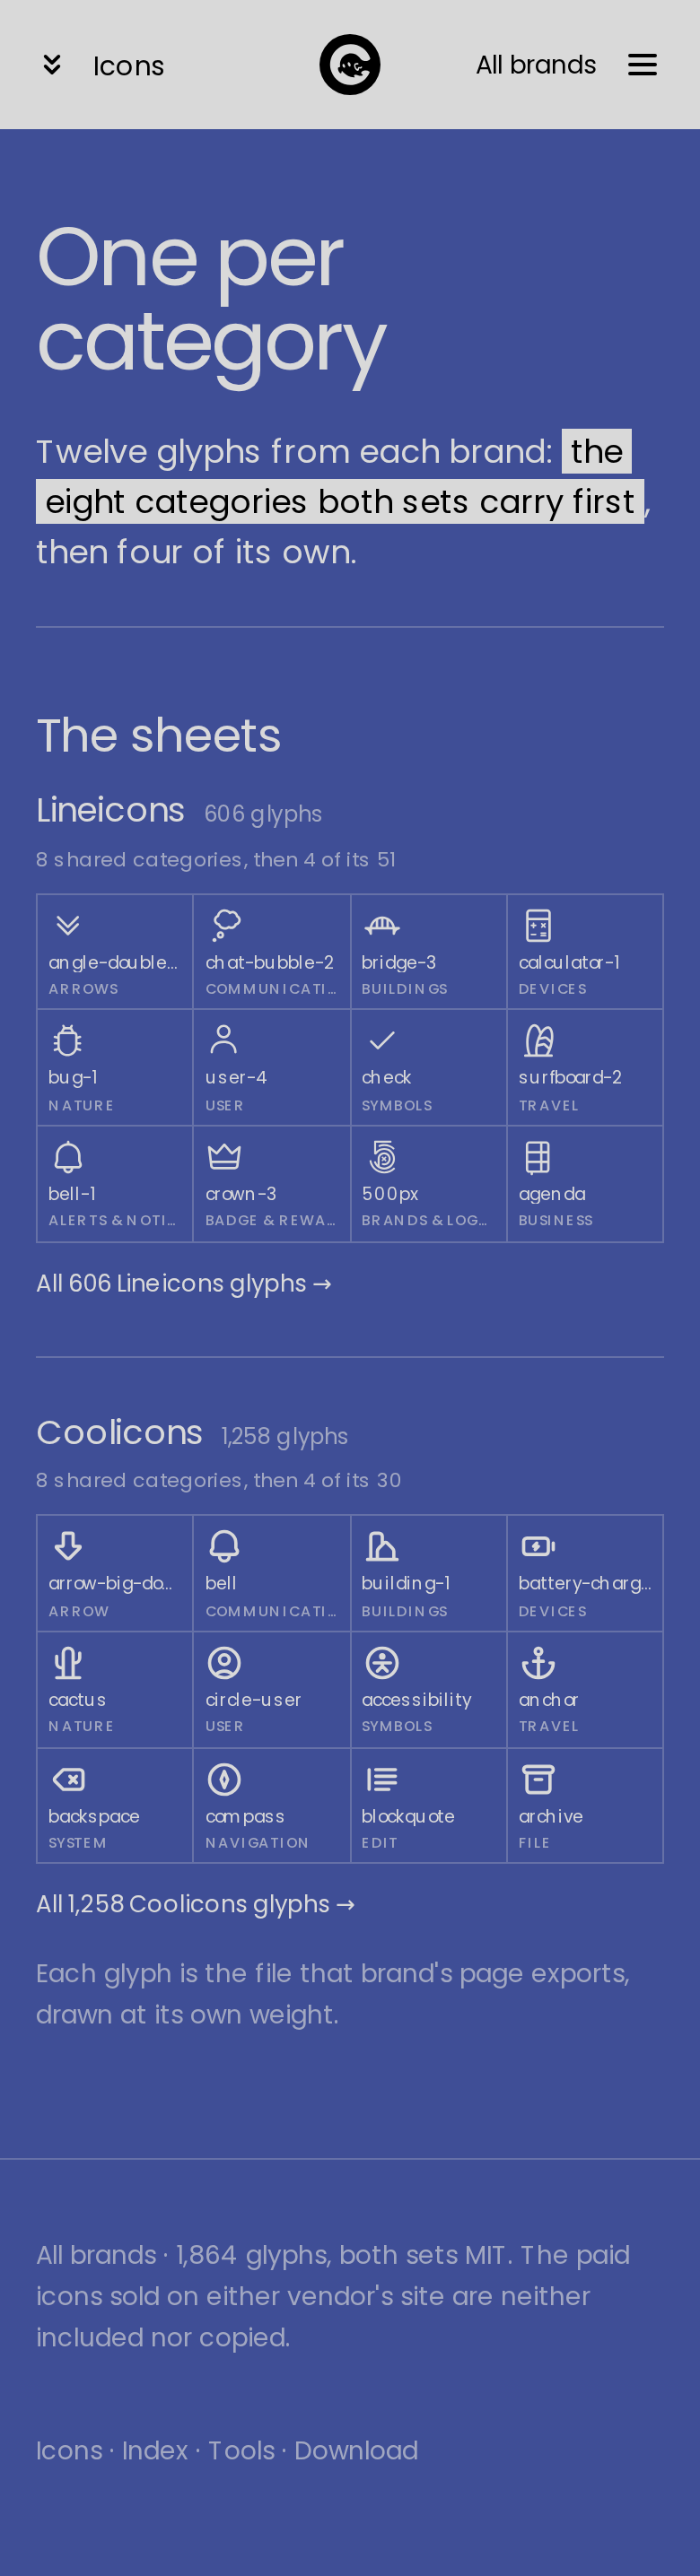 Icons
All brands
One per
category
Twelve glyphs from each brand: the
eight categories both sets carry first,
then four of its own.
The sheets
Lineicons 606 glyphs
8 shared categories, then 4 of its 51
angle-double… chat-bubble-2 bridge-3 calculator-1
ARROWS COMMUNICATI… BUILDINGS DEVICES
bug-1 user-4 check surfboard-2
NATURE USER SYMBOLS TRAVEL
bell-1 crown-3 500px agenda
ALERTS & NOTI… BADGE & REWA… BRANDS & LOG… BUSINESS
All 606 Lineicons glyphs →
Coolicons 1,258 glyphs
8 shared categories, then 4 of its 30
arrow-big-do… bell building-1 battery-charg…
ARROW COMMUNICATI… BUILDINGS DEVICES
cactus circle-user accessibility anchor
NATURE USER SYMBOLS TRAVEL
backspace compass blockquote archive
SYSTEM NAVIGATION EDIT FILE
All 1,258 Coolicons glyphs →
Each glyph is the file that brand's page exports,
drawn at its own weight.
All brands · 1,864 glyphs, both sets MIT. The paid
icons sold on either vendor's site are neither
included nor copied.
Icons · Index · Tools · Download